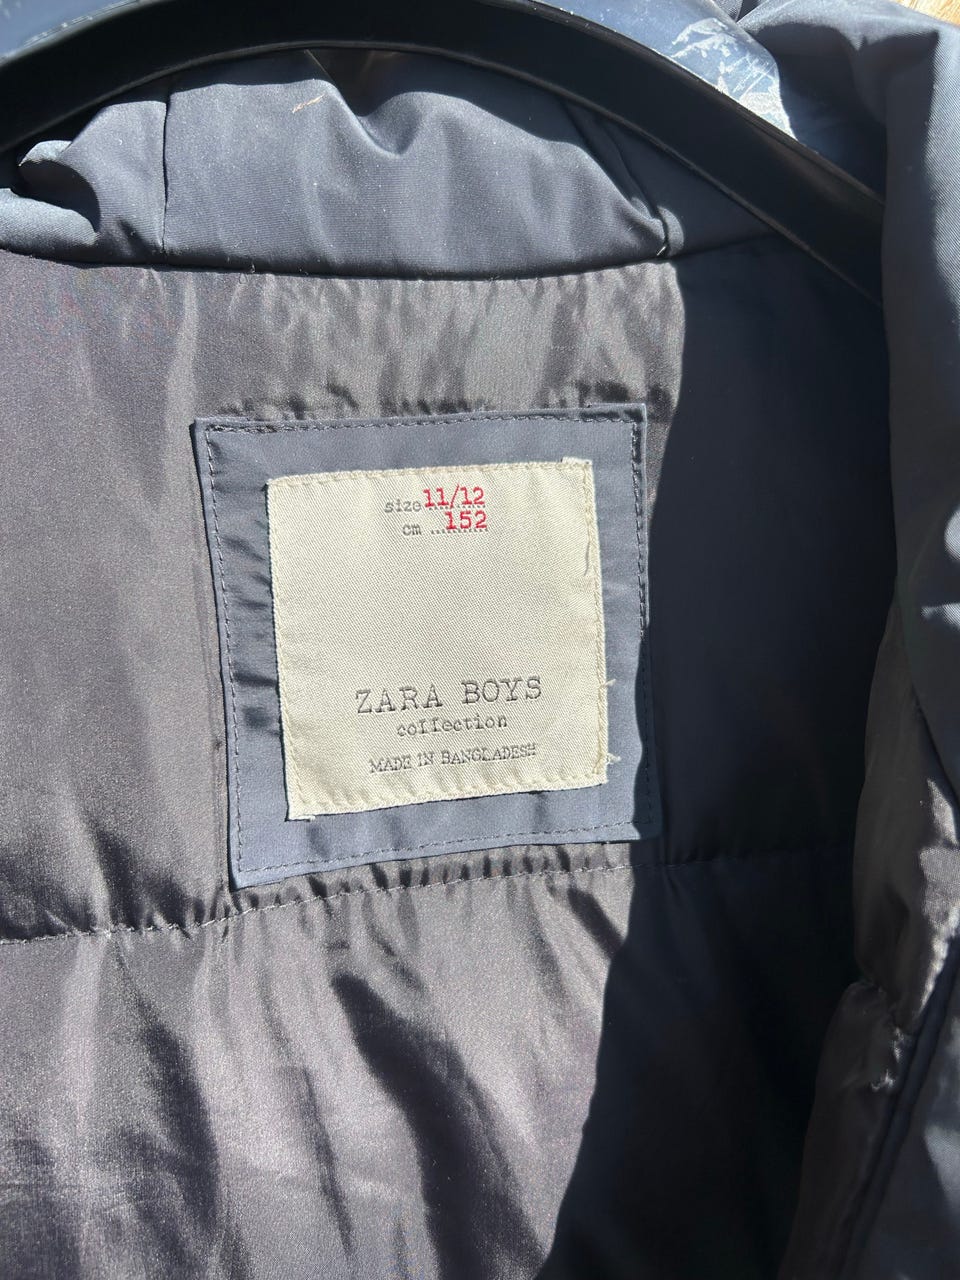 size 11/12
cm 152
ZARA BOYS
collection
MADE IN BANGLADESH